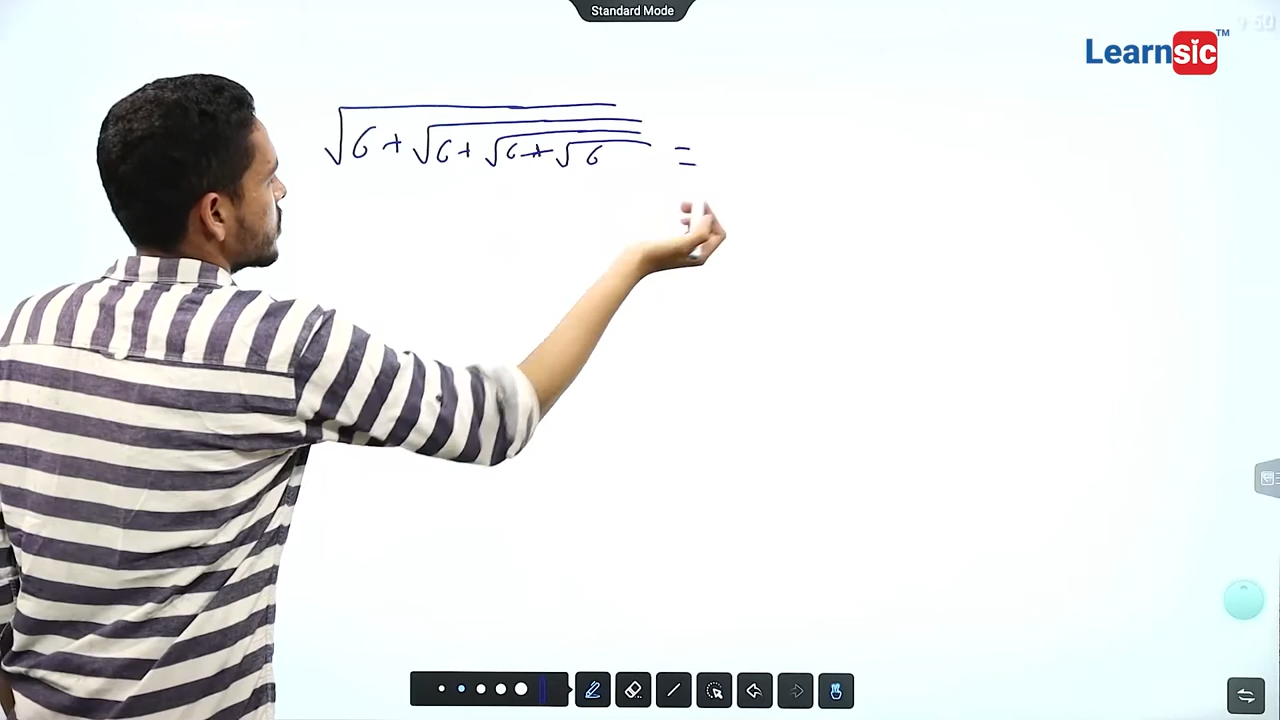 Standard Mode
Learnsic™
√6 + √6 + √6 + √6 =